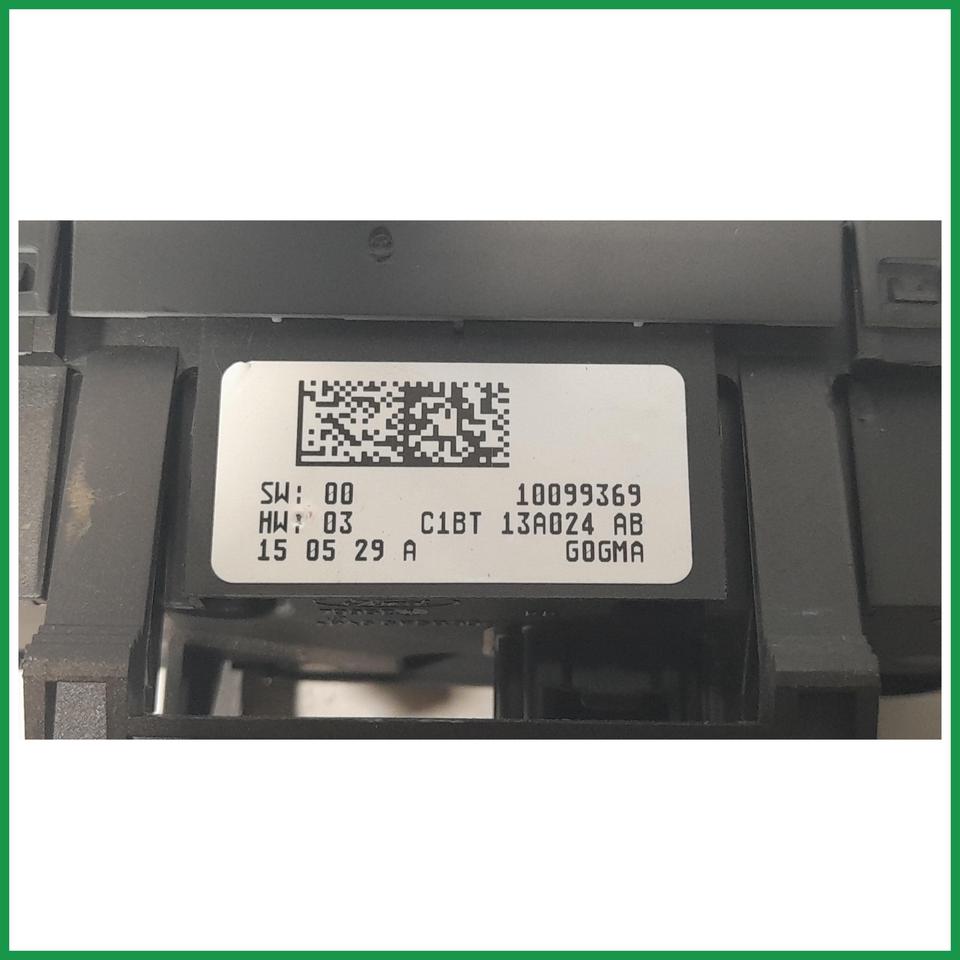 SW: 00 10099369
HW: 03 C1BT 13A024 AB
15 05 29 A G0GMA